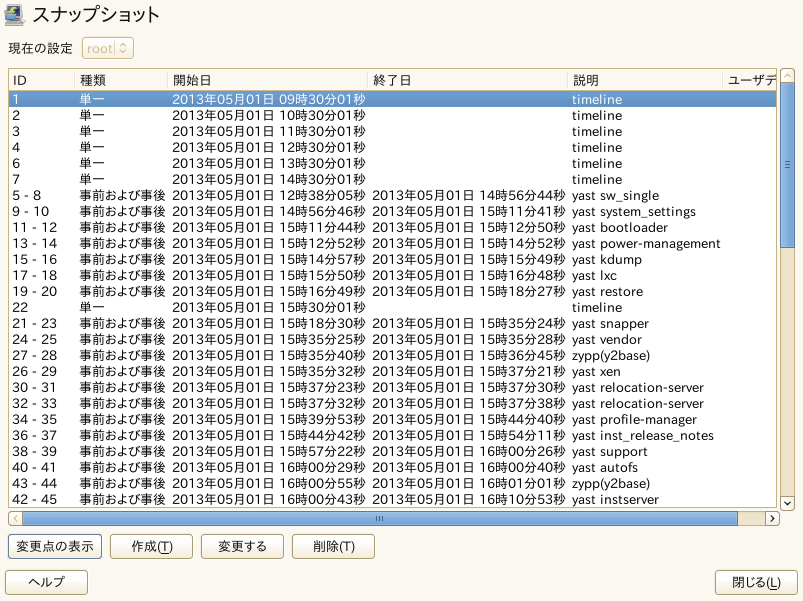 スナップショット
現在の設定 root
ID 種類 開始日 終了日 説明 ユーザデ
1 単一 2013年05月01日 09時30分01秒 timeline
2 単一 2013年05月01日 10時30分01秒 timeline
3 単一 2013年05月01日 11時30分01秒 timeline
4 単一 2013年05月01日 12時30分01秒 timeline
6 単一 2013年05月01日 13時30分01秒 timeline
7 単一 2013年05月01日 14時30分01秒 timeline
5 - 8 事前および事後 2013年05月01日 12時38分05秒 2013年05月01日 14時56分44秒 yast sw_single
9 - 10 事前および事後 2013年05月01日 14時56分46秒 2013年05月01日 15時11分41秒 yast system_settings
11 - 12 事前および事後 2013年05月01日 15時11分44秒 2013年05月01日 15時12分50秒 yast bootloader
13 - 14 事前および事後 2013年05月01日 15時12分52秒 2013年05月01日 15時14分52秒 yast power-management
15 - 16 事前および事後 2013年05月01日 15時14分57秒 2013年05月01日 15時15分49秒 yast kdump
17 - 18 事前および事後 2013年05月01日 15時15分50秒 2013年05月01日 15時16分48秒 yast lxc
19 - 20 事前および事後 2013年05月01日 15時16分49秒 2013年05月01日 15時18分27秒 yast restore
22 単一 2013年05月01日 15時30分01秒 timeline
21 - 23 事前および事後 2013年05月01日 15時18分30秒 2013年05月01日 15時35分24秒 yast snapper
24 - 25 事前および事後 2013年05月01日 15時35分25秒 2013年05月01日 15時35分28秒 yast vendor
27 - 28 事前および事後 2013年05月01日 15時35分40秒 2013年05月01日 15時36分45秒 zypp(y2base)
26 - 29 事前および事後 2013年05月01日 15時35分32秒 2013年05月01日 15時37分21秒 yast xen
30 - 31 事前および事後 2013年05月01日 15時37分23秒 2013年05月01日 15時37分30秒 yast relocation-server
32 - 33 事前および事後 2013年05月01日 15時37分32秒 2013年05月01日 15時37分38秒 yast relocation-server
34 - 35 事前および事後 2013年05月01日 15時39分53秒 2013年05月01日 15時44分40秒 yast profile-manager
36 - 37 事前および事後 2013年05月01日 15時44分42秒 2013年05月01日 15時54分11秒 yast inst_release_notes
38 - 39 事前および事後 2013年05月01日 15時57分22秒 2013年05月01日 16時00分26秒 yast support
40 - 41 事前および事後 2013年05月01日 16時00分29秒 2013年05月01日 16時00分40秒 yast autofs
43 - 44 事前および事後 2013年05月01日 16時00分55秒 2013年05月01日 16時01分01秒 zypp(y2base)
42 - 45 事前および事後 2013年05月01日 16時00分43秒 2013年05月01日 16時10分53秒 yast instserver
変更点の表示 作成(T) 変更する 削除(T)
ヘルプ 閉じる(L)